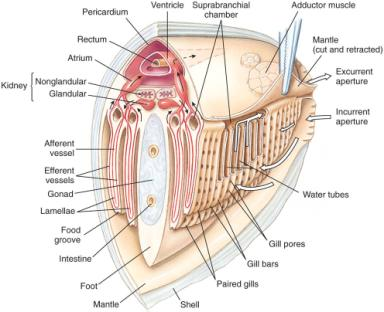 Pericardium
Ventricle
Suprabranchial
chamber
Adductor muscle
Rectum
Atrium
Kidney
Nonglandular
Glandular
Mantle
(cut and retracted)
Excurrent
aperture
Incurrent
aperture
Afferent
vessel
Efferent
vessels
Gonad
Lamellae
Food
groove
Intestine
Foot
Mantle
Shell
Paired gills
Gill bars
Gill pores
Water tubes